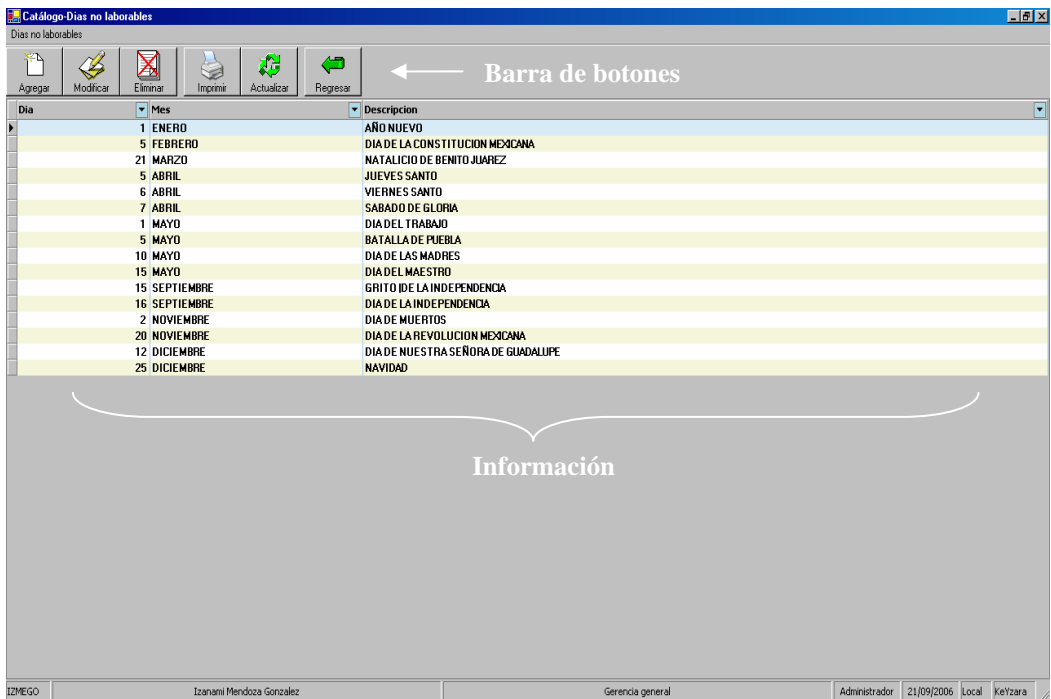 Catálogo-Dias no laborables
Dias no laborables
Agregar Modificar Eliminar Imprimir Actualizar Regresar
Barra de botones
Dia Mes Descripcion
1 ENERO AÑO NUEVO
5 FEBRERO DIA DE LA CONSTITUCION MEXICANA
21 MARZO NATALICIO DE BENITO JUAREZ
5 ABRIL JUEVES SANTO
6 ABRIL VIERNES SANTO
7 ABRIL SABADO DE GLORIA
1 MAYO DIA DEL TRABAJO
5 MAYO BATALLA DE PUEBLA
10 MAYO DIA DE LAS MADRES
15 MAYO DIA DEL MAESTRO
15 SEPTIEMBRE GRITO |DE LA INDEPENDENCIA
16 SEPTIEMBRE DIA DE LA INDEPENDENCIA
2 NOVIEMBRE DIA DE MUERTOS
20 NOVIEMBRE DIA DE LA REVOLUCION MEXICANA
12 DICIEMBRE DIA DE NUESTRA SEÑORA DE GUADALUPE
25 DICIEMBRE NAVIDAD
Información
IZMEGO Izanami Mendoza Gonzalez Gerencia general Administrador 21/09/2006 Local KeYzara